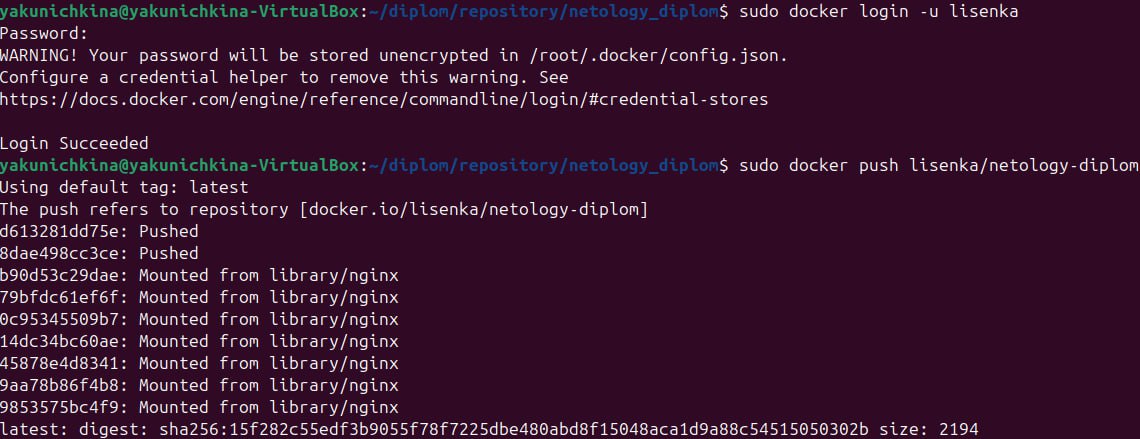 yakunichkina@yakunichkina-VirtualBox:~/diplom/repository/netology_diplom$ sudo docker login -u lisenka
Password:
WARNING! Your password will be stored unencrypted in /root/.docker/config.json.
Configure a credential helper to remove this warning. See
https://docs.docker.com/engine/reference/commandline/login/#credential-stores
Login Succeeded
yakunichkina@yakunichkina-VirtualBox:~/diplom/repository/netology_diplom$ sudo docker push lisenka/netology-diplom
Using default tag: latest
The push refers to repository [docker.io/lisenka/netology-diplom]
d613281dd75e: Pushed
8dae498cc3ce: Pushed
b90d53c29dae: Mounted from library/nginx
79bfdc61ef6f: Mounted from library/nginx
0c95345509b7: Mounted from library/nginx
14dc34bc60ae: Mounted from library/nginx
45878e4d8341: Mounted from library/nginx
9aa78b86f4b8: Mounted from library/nginx
9853575bc4f9: Mounted from library/nginx
latest: digest: sha256:15f282c55edf3b9055f78f7225dbe480abd8f15048aca1d9a88c54515050302b size: 2194